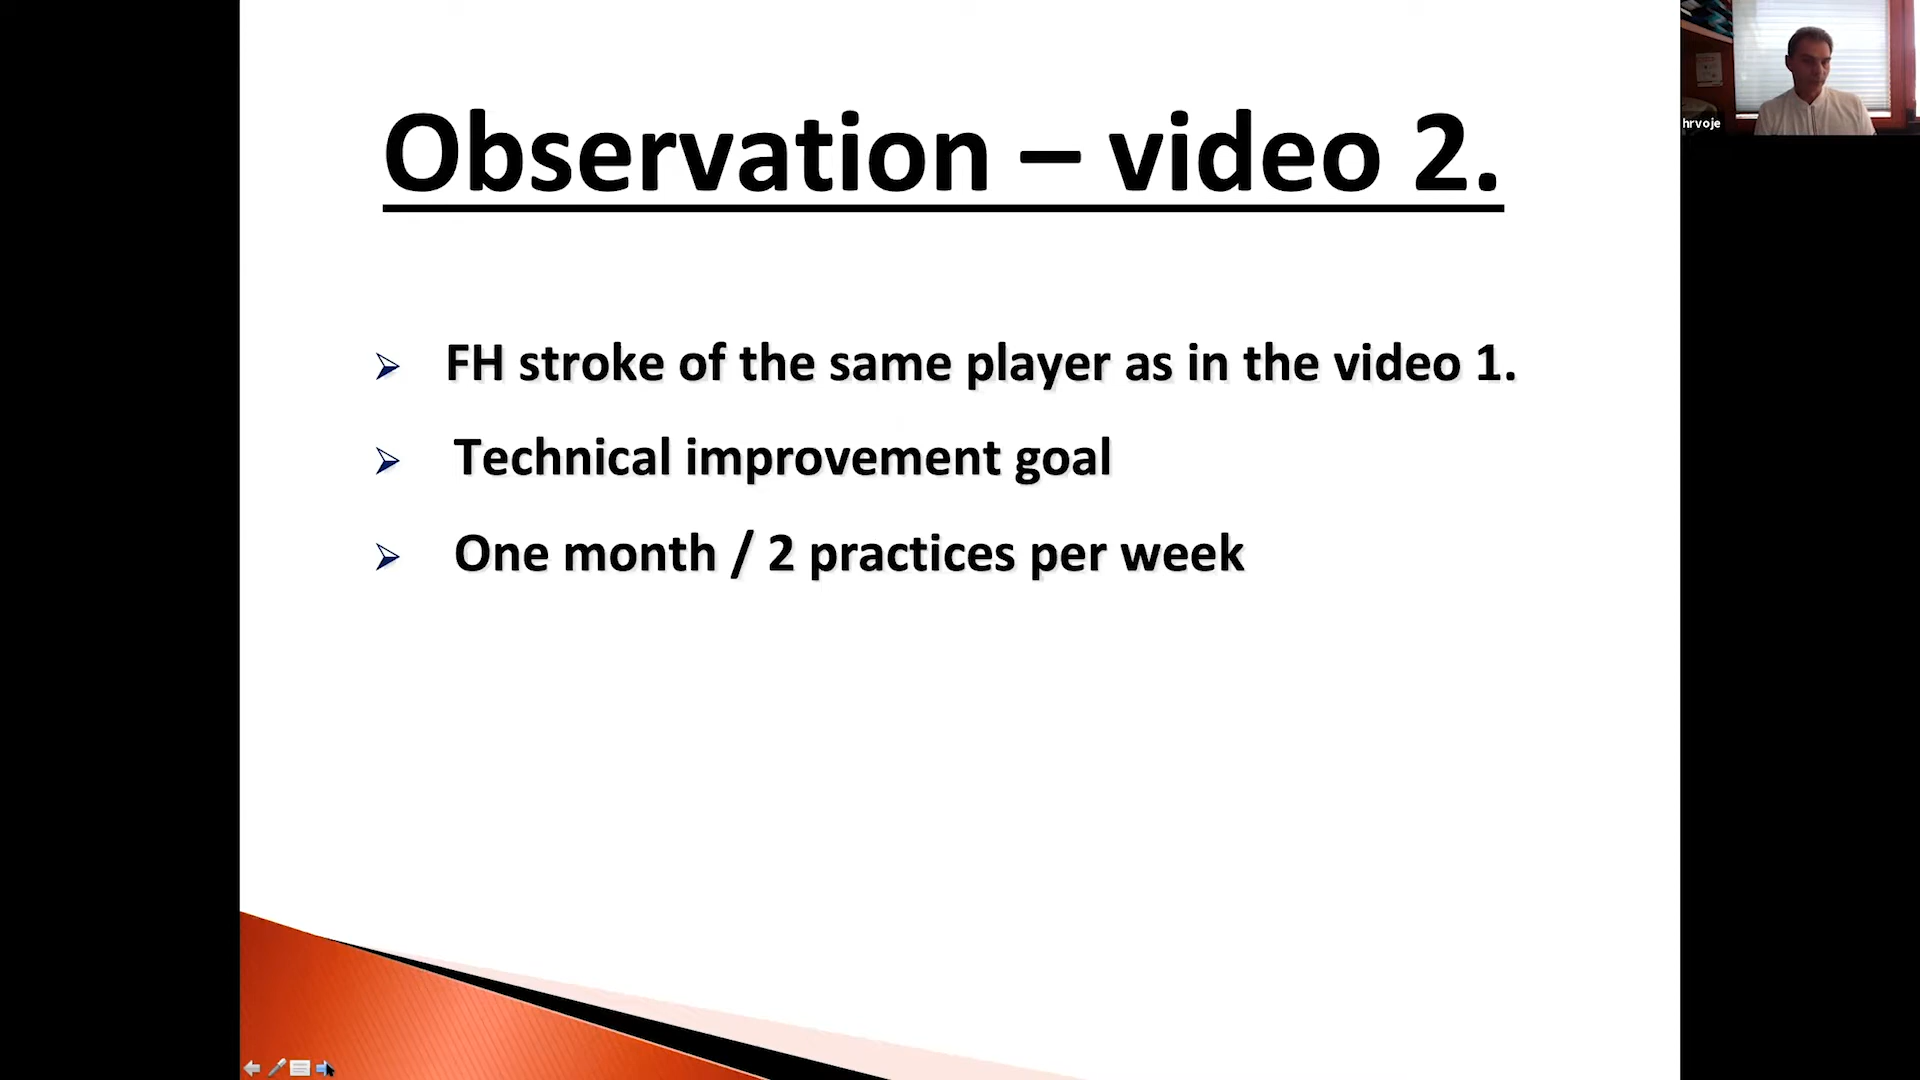 Observation – video 2.
hrvoje
FH stroke of the same player as in the video 1.
Technical improvement goal
One month / 2 practices per week